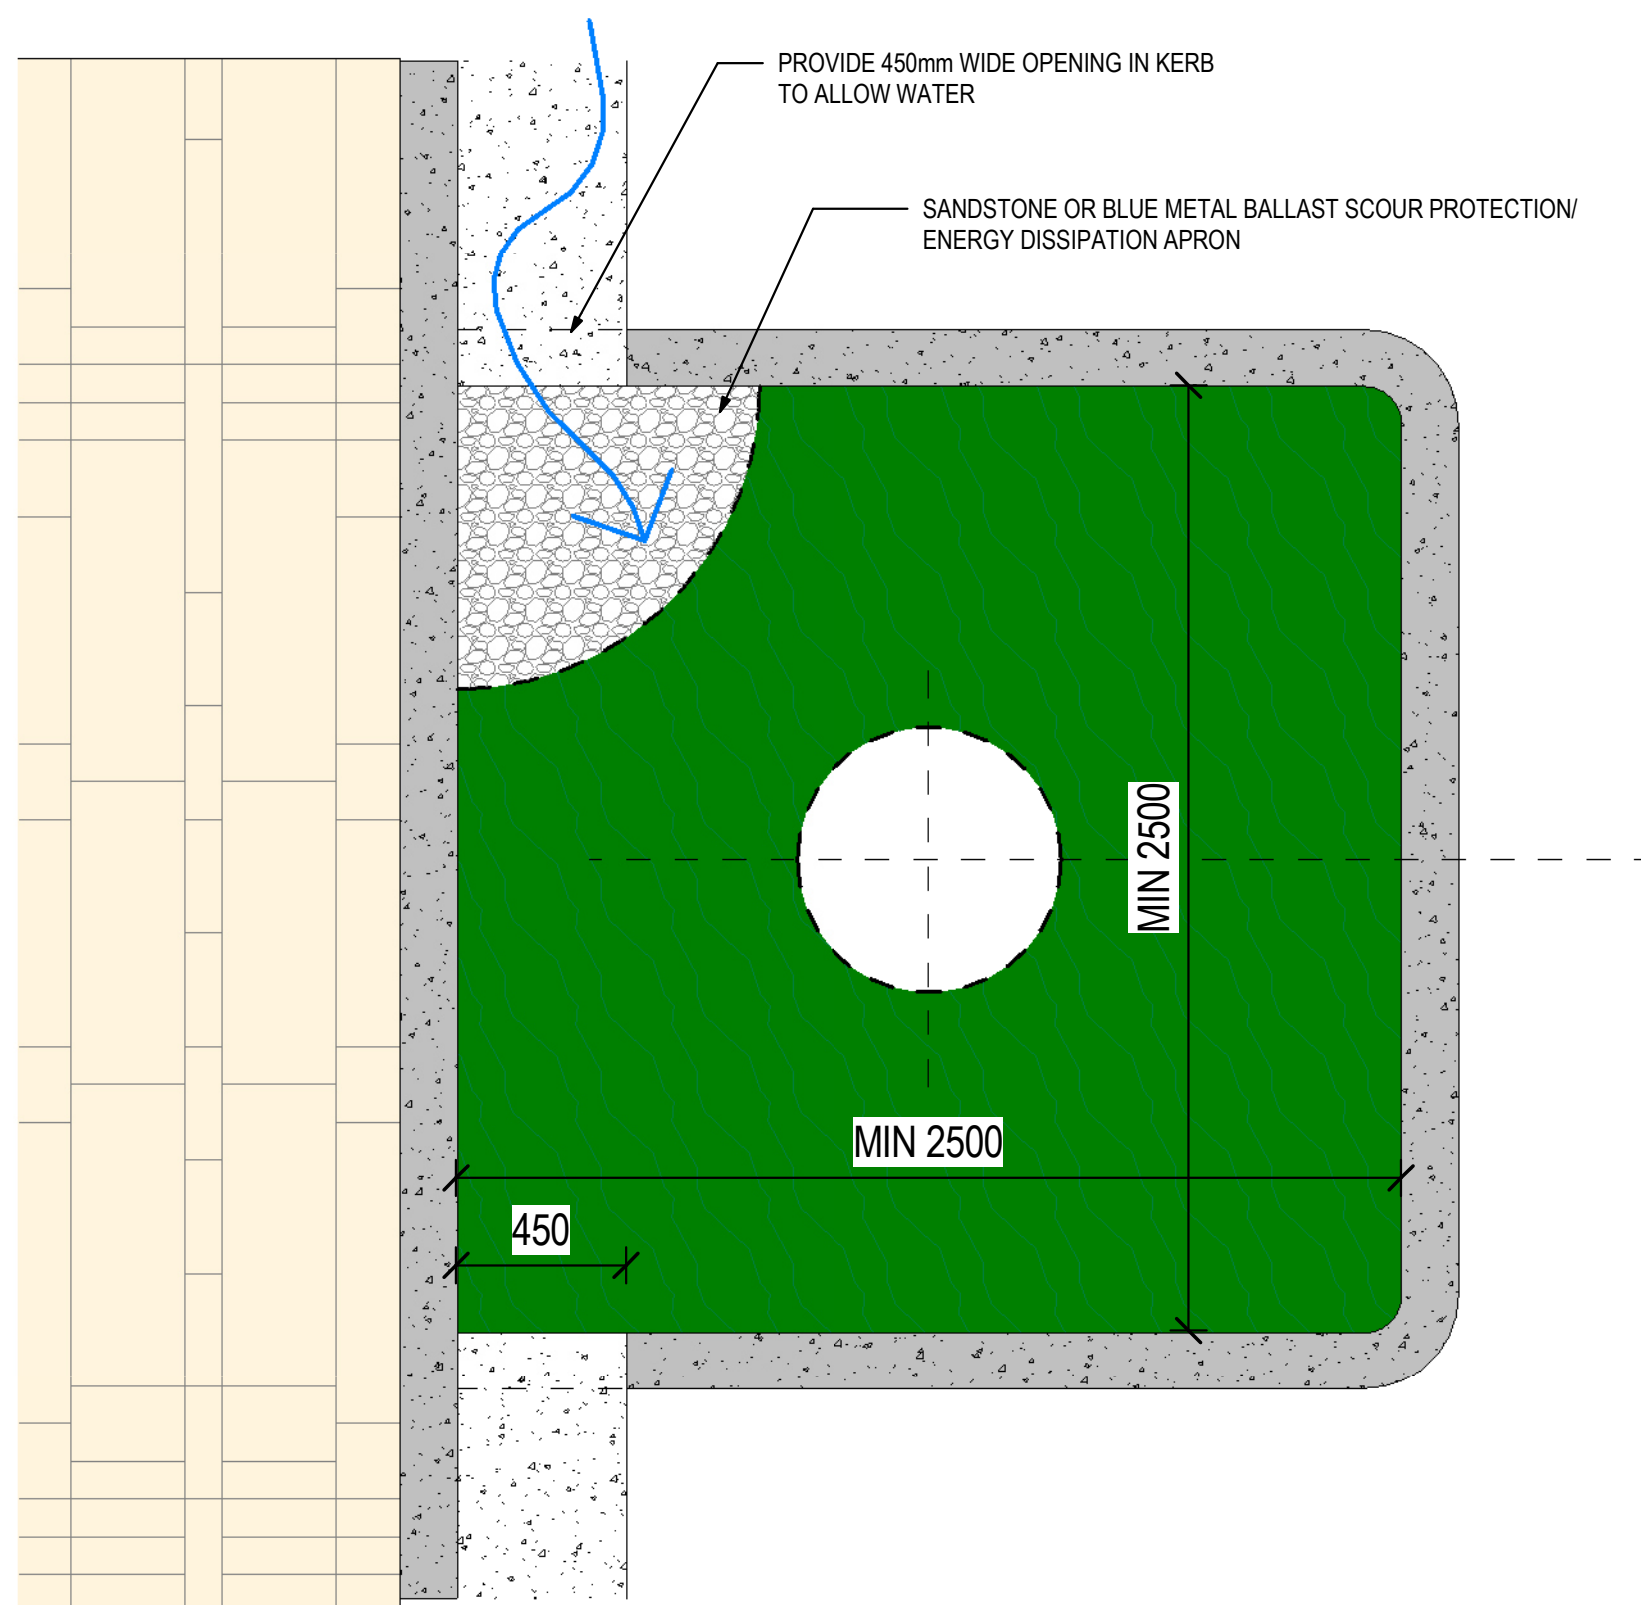 PROVIDE 450mm WIDE OPENING IN KERB
TO ALLOW WATER
SANDSTONE OR BLUE METAL BALLAST SCOUR PROTECTION/
ENERGY DISSIPATION APRON
MIN 2500
MIN 2500
450